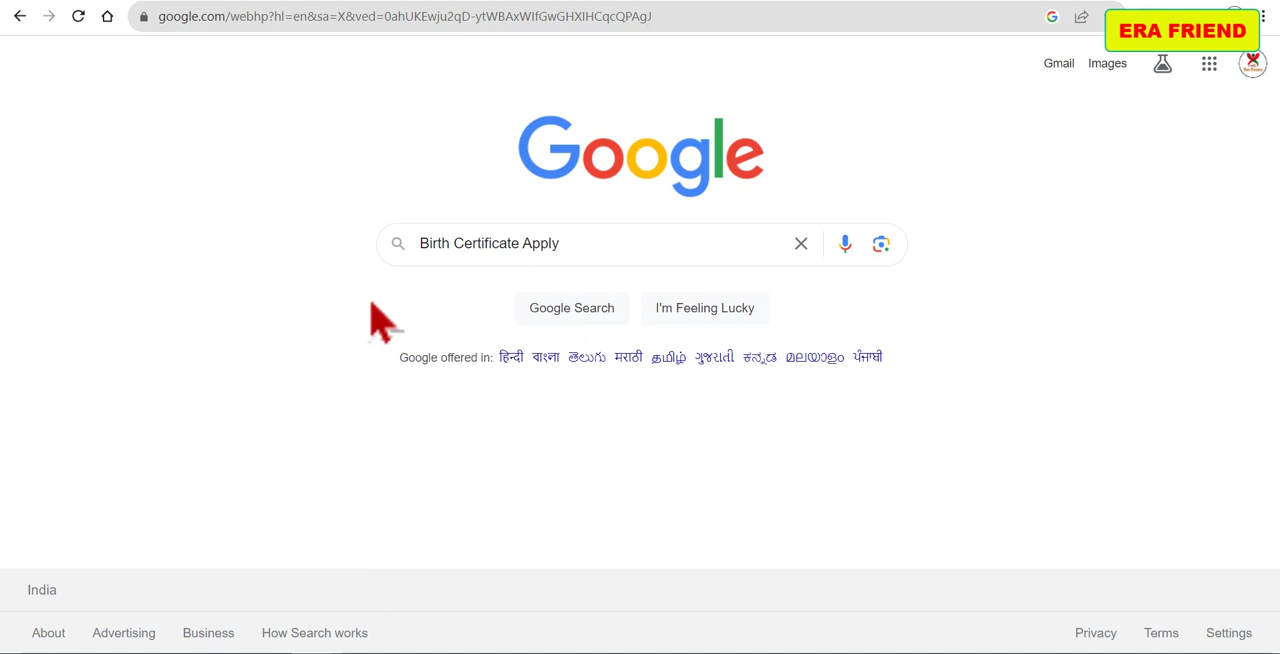 google.com/webhp?hl=en&sa=X&ved=0ahUKEwju2qD-ytWBAxWIfGwGHXIHCqcQPAgJ
ERA FRIEND
Gmail Images
Google
Birth Certificate Apply
Google Search I'm Feeling Lucky
Google offered in: हिन्दी বাংলা తెలుగు मराठी தமிழ் ગુજરાતી ಕನ್ನಡ മലയാളം ਪੰਜਾਬੀ
India
About Advertising Business How Search works Privacy Terms Settings